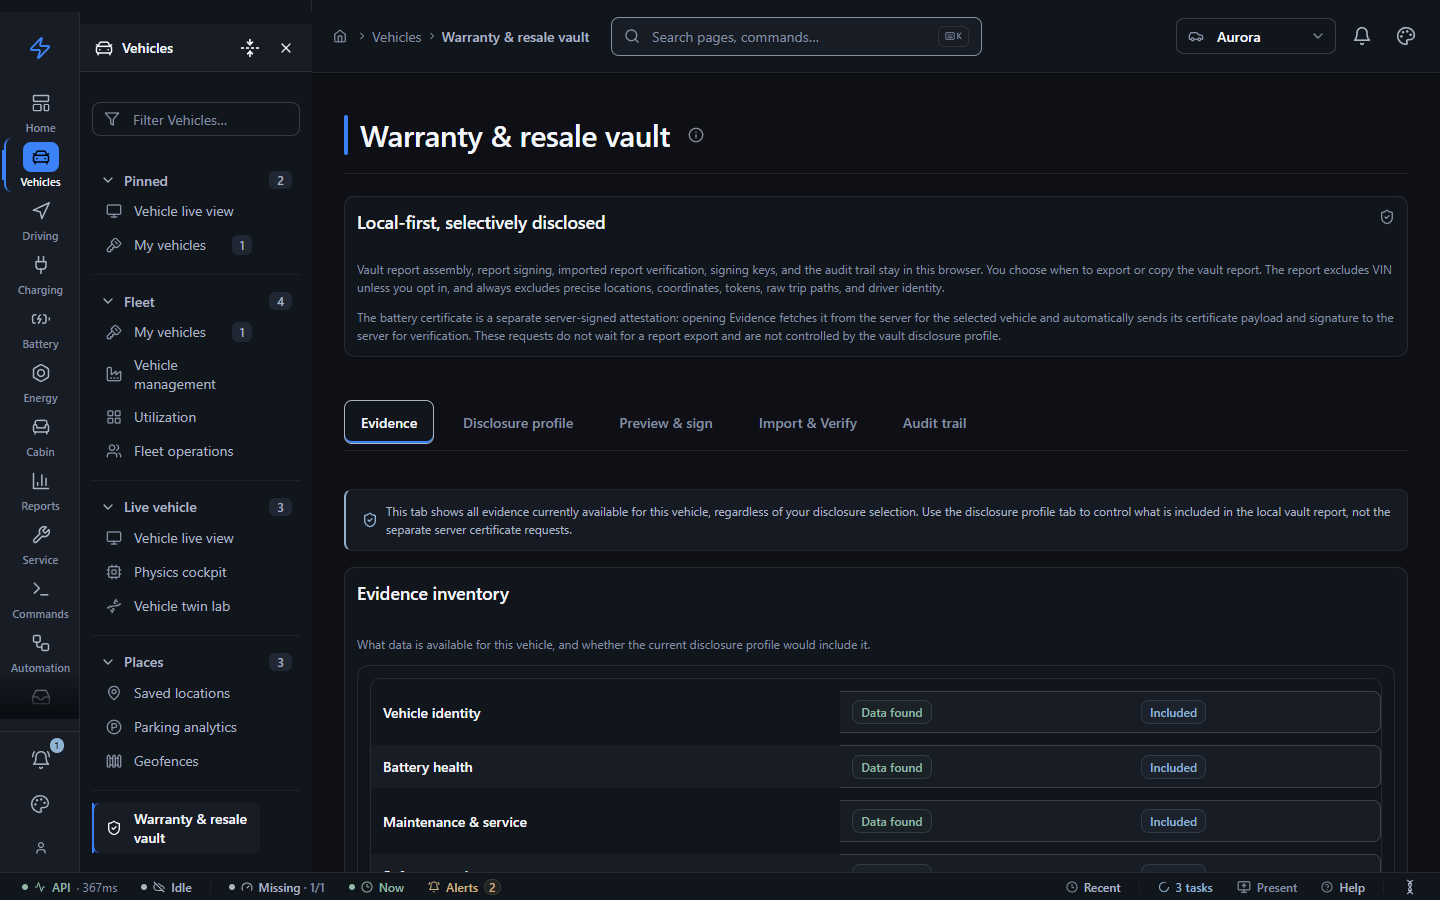 Vehicles
Vehicles
Warranty & resale vault
Search pages, commands...
K
Aurora
Home
Vehicles
Driving
Charging
Battery
Energy
Cabin
Reports
Service
Commands
Automation
1
Filter Vehicles...
Pinned
2
Vehicle live view
My vehicles
1
Fleet
4
My vehicles
1
Vehicle
management
Utilization
Fleet operations
Live vehicle
3
Vehicle live view
Physics cockpit
Vehicle twin lab
Places
3
Saved locations
Parking analytics
Geofences
Warranty & resale
vault
Warranty & resale vault
Local-first, selectively disclosed
Vault report assembly, report signing, imported report verification, signing keys, and the audit trail stay in this browser. You choose when to export or copy the vault report. The report excludes VIN
unless you opt in, and always excludes precise locations, coordinates, tokens, raw trip paths, and driver identity.
The battery certificate is a separate server-signed attestation: opening Evidence fetches it from the server for the selected vehicle and automatically sends its certificate payload and signature to the
server for verification. These requests do not wait for a report export and are not controlled by the vault disclosure profile.
Evidence
Disclosure profile
Preview & sign
Import & Verify
Audit trail
This tab shows all evidence currently available for this vehicle, regardless of your disclosure selection. Use the disclosure profile tab to control what is included in the local vault report, not the
separate server certificate requests.
Evidence inventory
What data is available for this vehicle, and whether the current disclosure profile would include it.
Vehicle identity
Data found
Included
Battery health
Data found
Included
Maintenance & service
Data found
Included
API · 367ms
Idle
Missing · 1/1
Now
Alerts 2
Recent
3 tasks
Present
Help